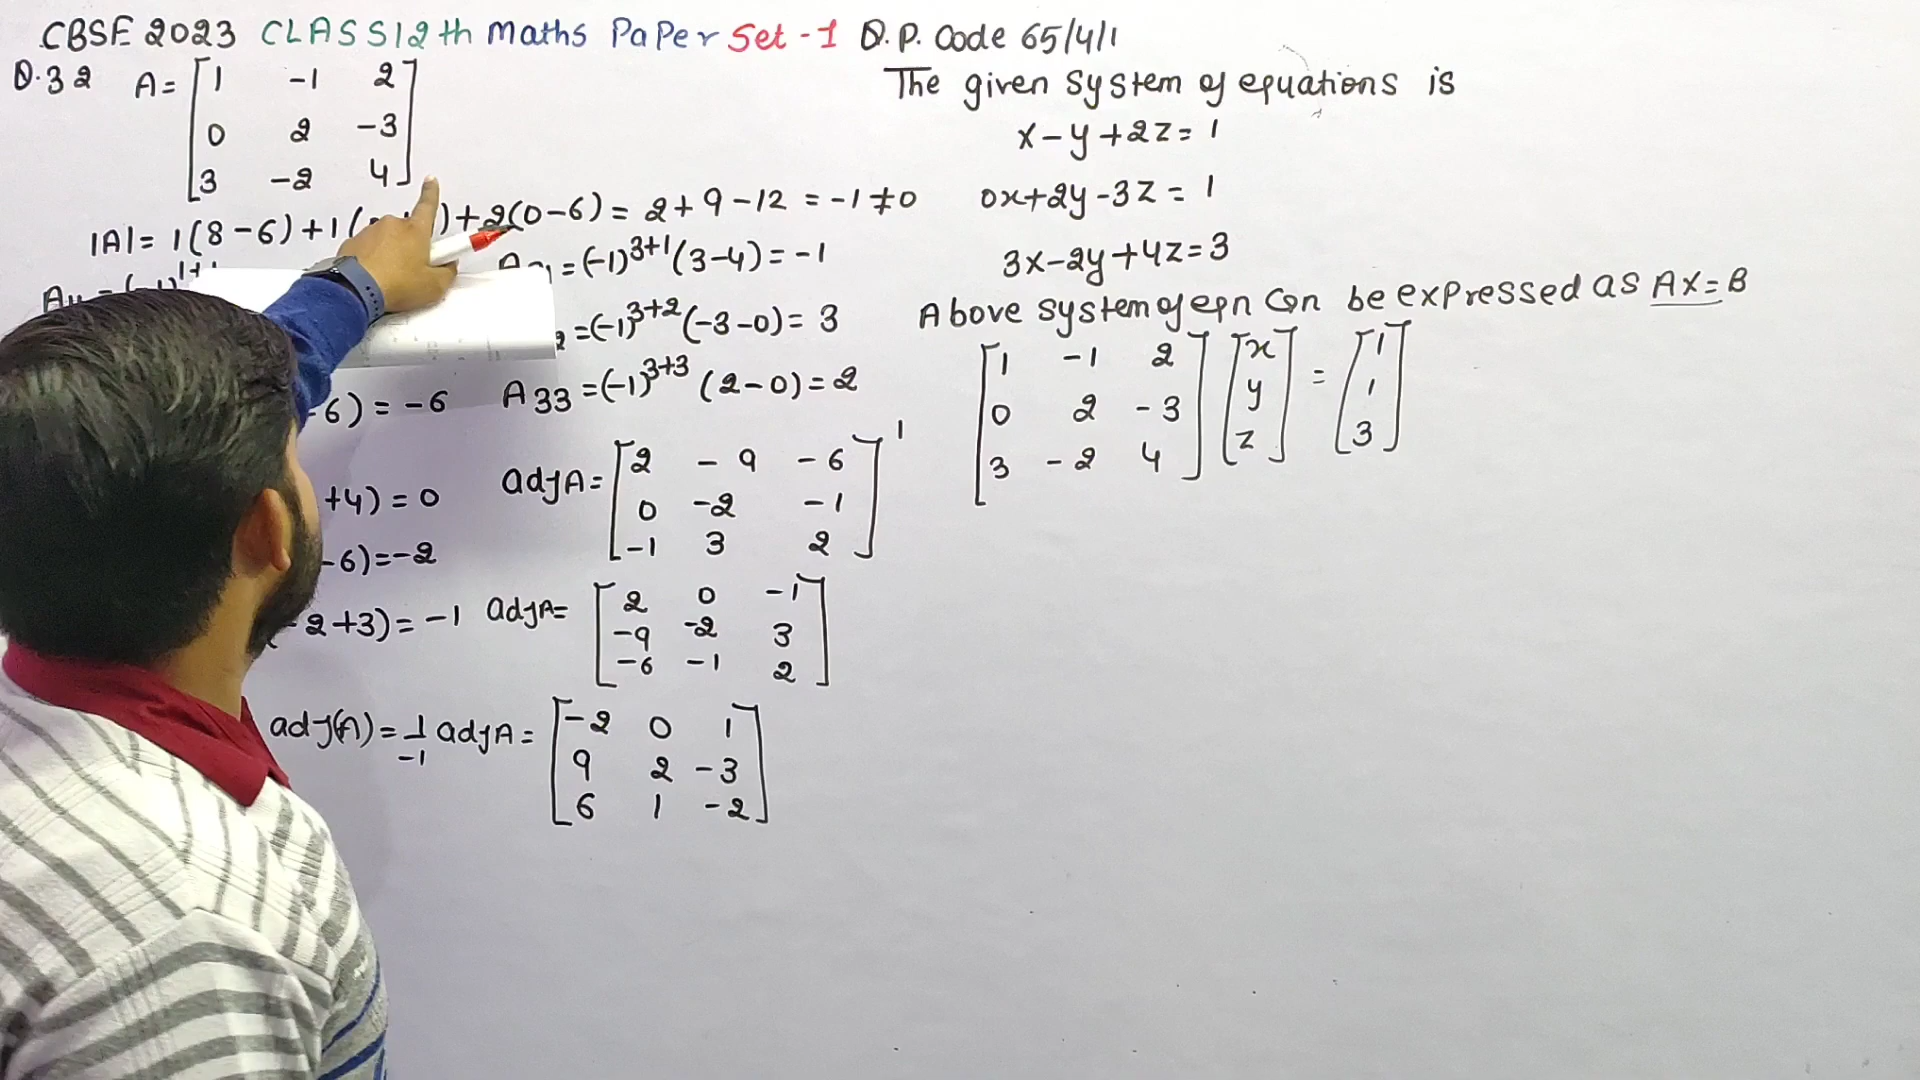 CBSE 2023 CLASS12th Maths PaPer Set-1 Q.P. Code 65/4/1
Q.32 A= [1 -1 2
0 2 -3
3 -2 4]
|A|= 1(8-6)+1( )+2(0-6)= 2+9-12 = -1≠0
=(-1)^3+1 (3-4)= -1
=(-1)^3+2 (-3-0)= 3
-6)= -6 A33 =(-1)^3+3 (2-0)= 2
adjA= [2 -9 -6
0 -2 -1
-1 3 2]'
+4)= 0
-6)=-2
2+3)= -1 adjA= [2 0 -1
-9 -2 3
-6 -1 2]
adj(A)= 1/-1 adjA= [-2 0 1
9 2 -3
6 1 -2]
The given system of equations is
x-y+2z= 1
0x+2y-3z= 1
3x-2y+4z=3
Above system of eqn Can be expressed as AX=B
[1 -1 2
0 2 -3
3 -2 4] [x
y
z] = [1
1
3]